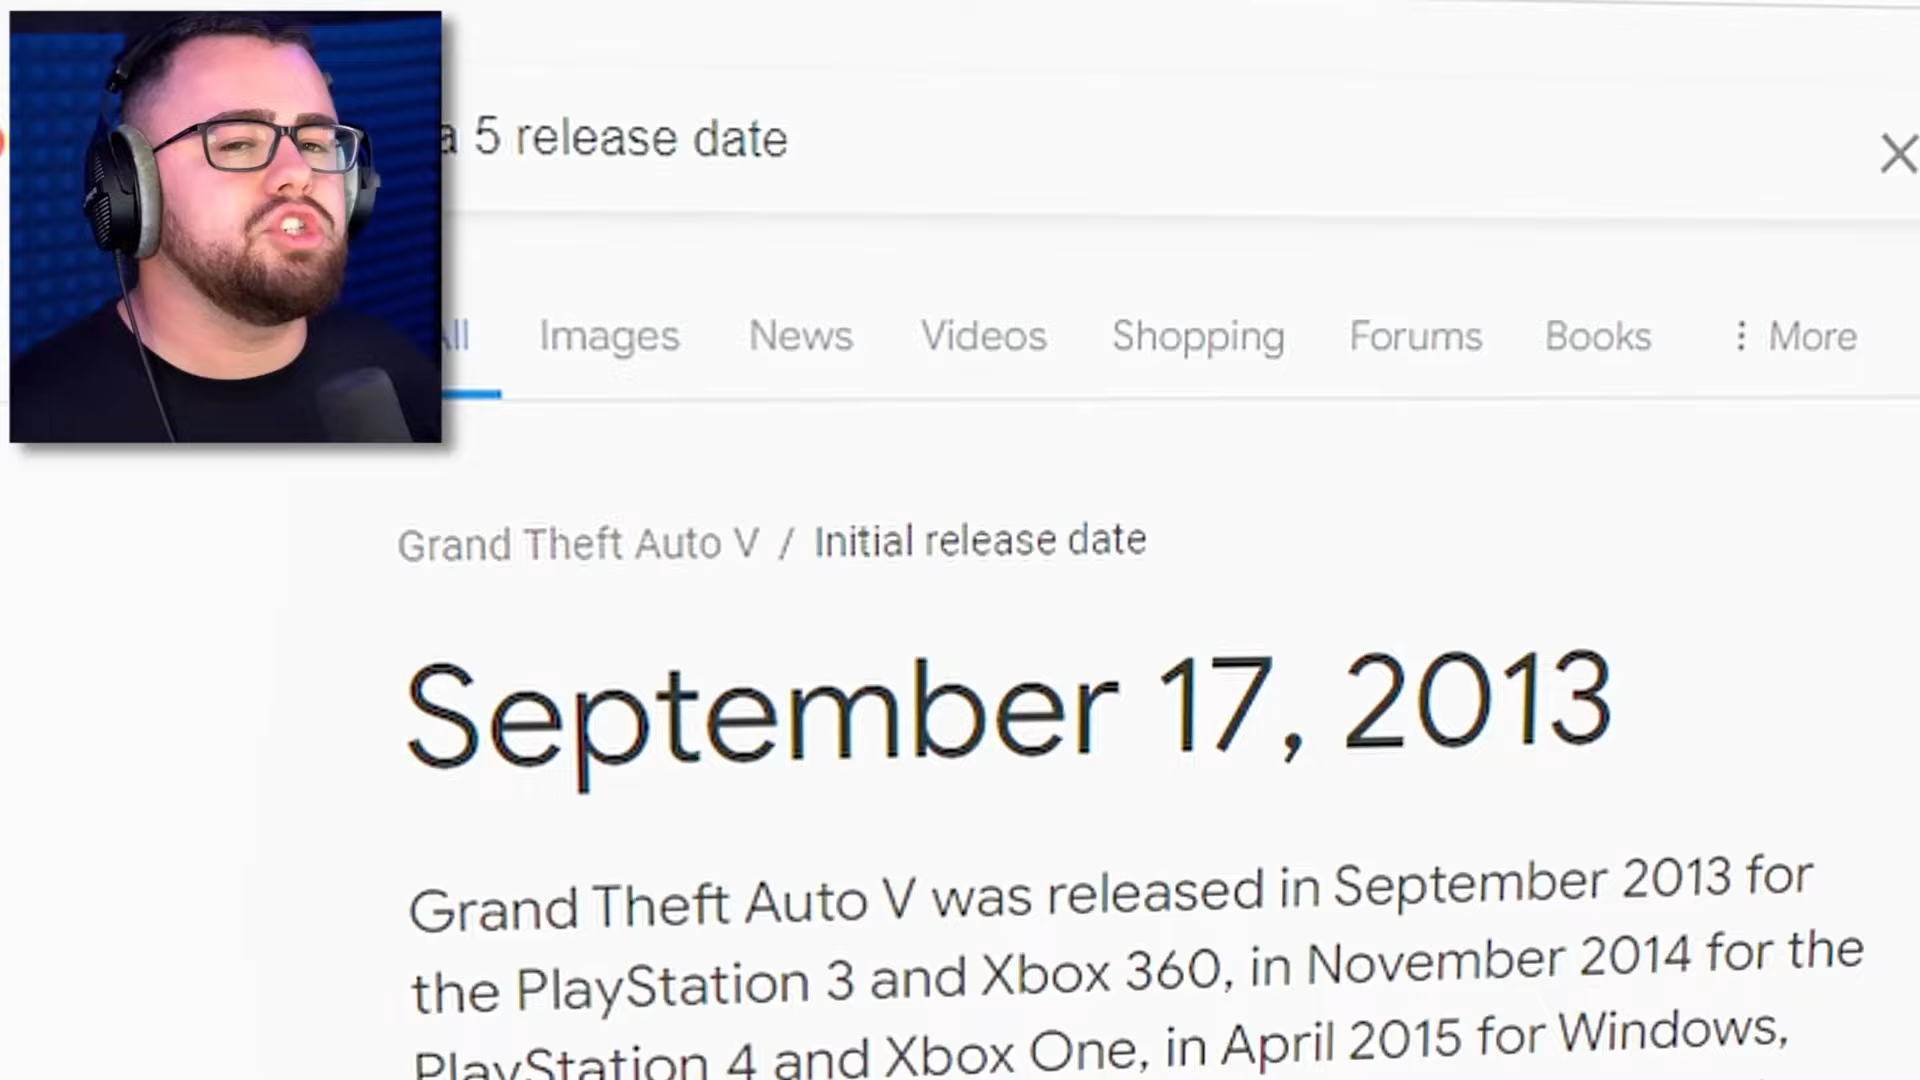 a 5 release date
All Images News Videos Shopping Forums Books More
Grand Theft Auto V / Initial release date
September 17, 2013
Grand Theft Auto V was released in September 2013 for
the PlayStation 3 and Xbox 360, in November 2014 for the
PlayStation 4 and Xbox One, in April 2015 for Windows,